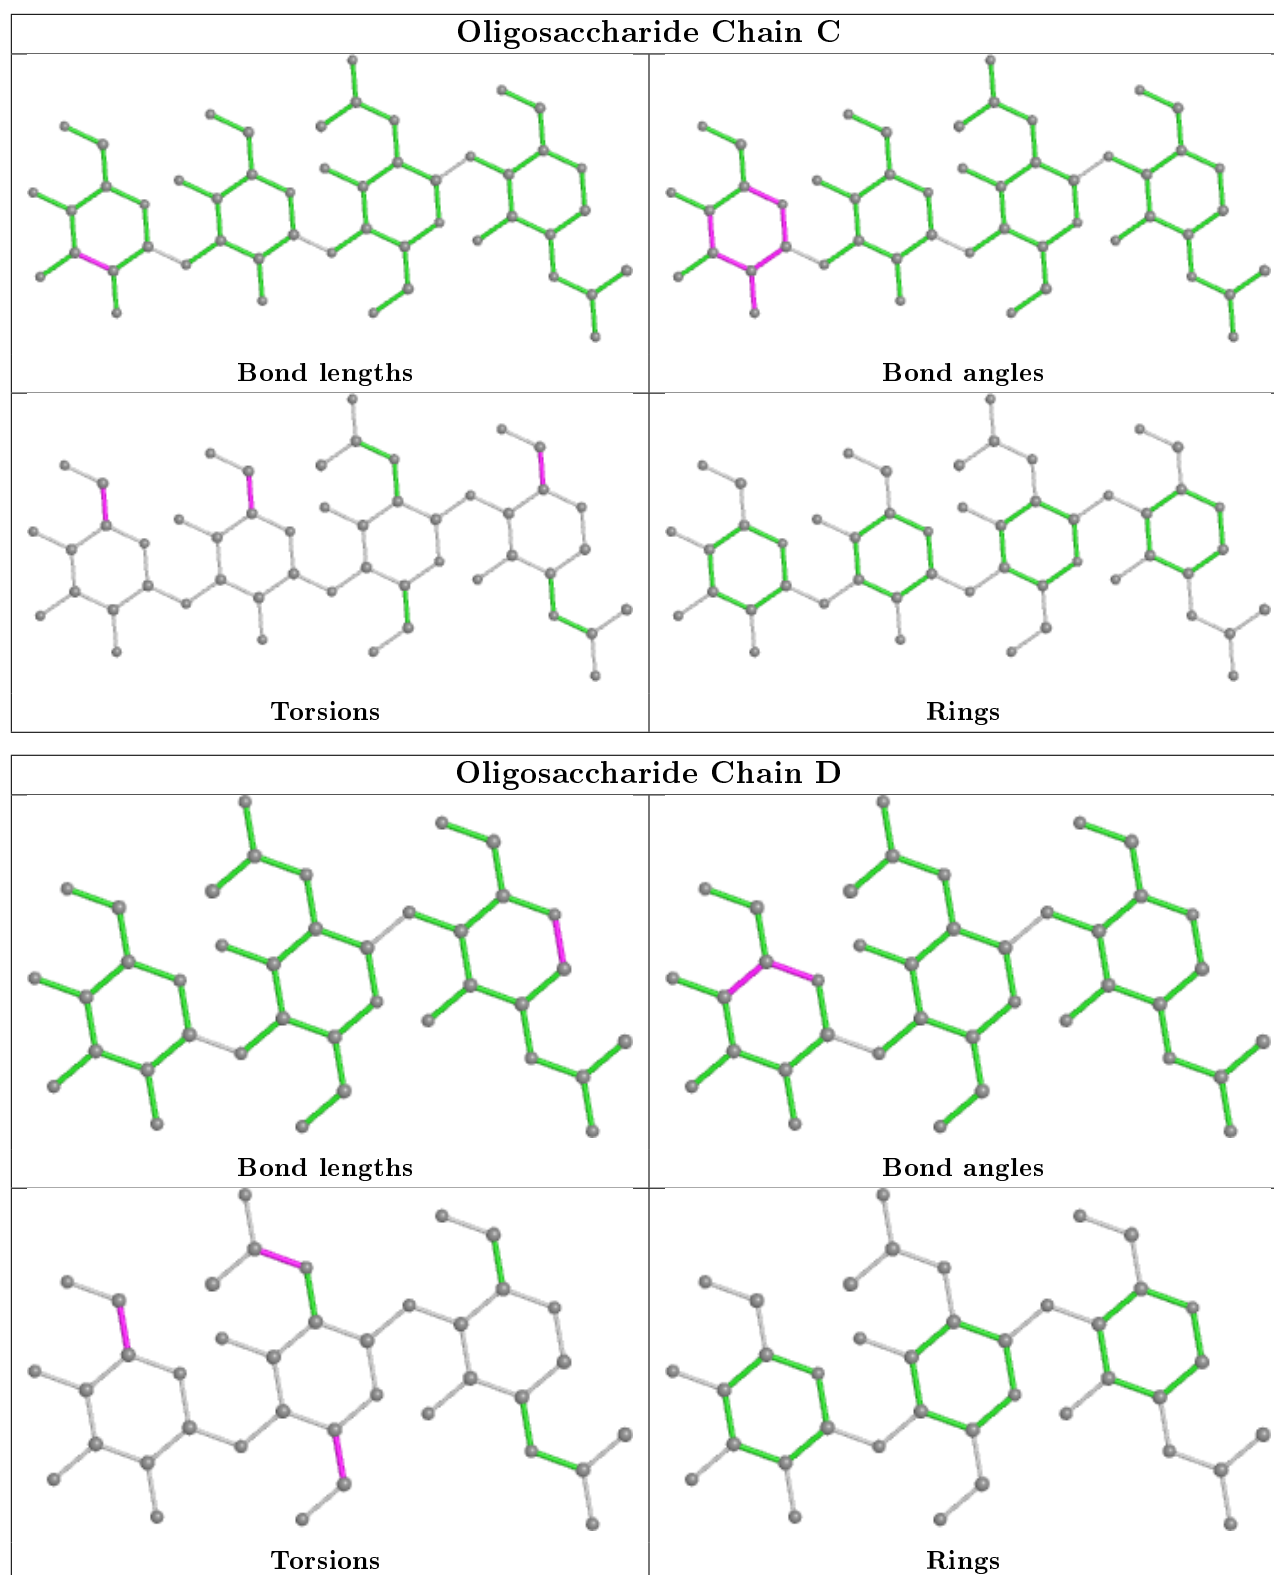 Oligosaccharide Chain C
Bond lengths
Bond angles
Torsions
Rings
Oligosaccharide Chain D
Bond lengths
Bond angles
Torsions
Rings